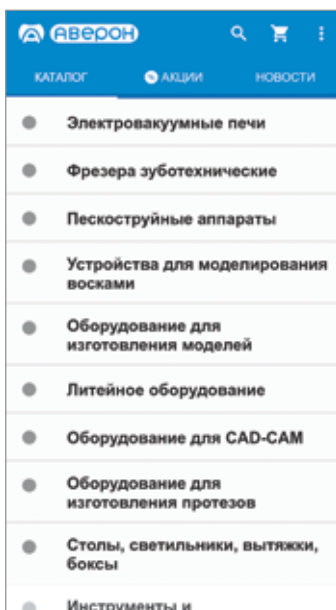 АВЕРОН
КАТАЛОГ
% АКЦИИ
НОВОСТИ
Электровакуумные печи
Фрезера зуботехнические
Пескоструйные аппараты
Устройства для моделирования
восками
Оборудование для
изготовления моделей
Литейное оборудование
Оборудование для CAD-CAM
Оборудование для
изготовления протезов
Столы, светильники, вытяжки,
боксы
Инструменты и